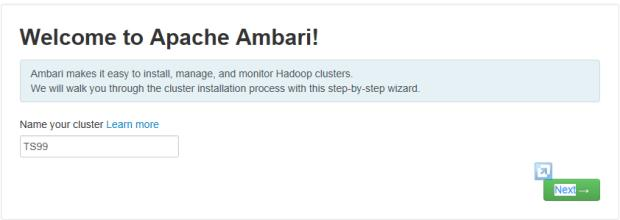 Welcome to Apache Ambari!
Ambari makes it easy to install, manage, and monitor Hadoop clusters.
We will walk you through the cluster installation process with this step-by-step wizard.
Name your cluster Learn more
TS99
Next →